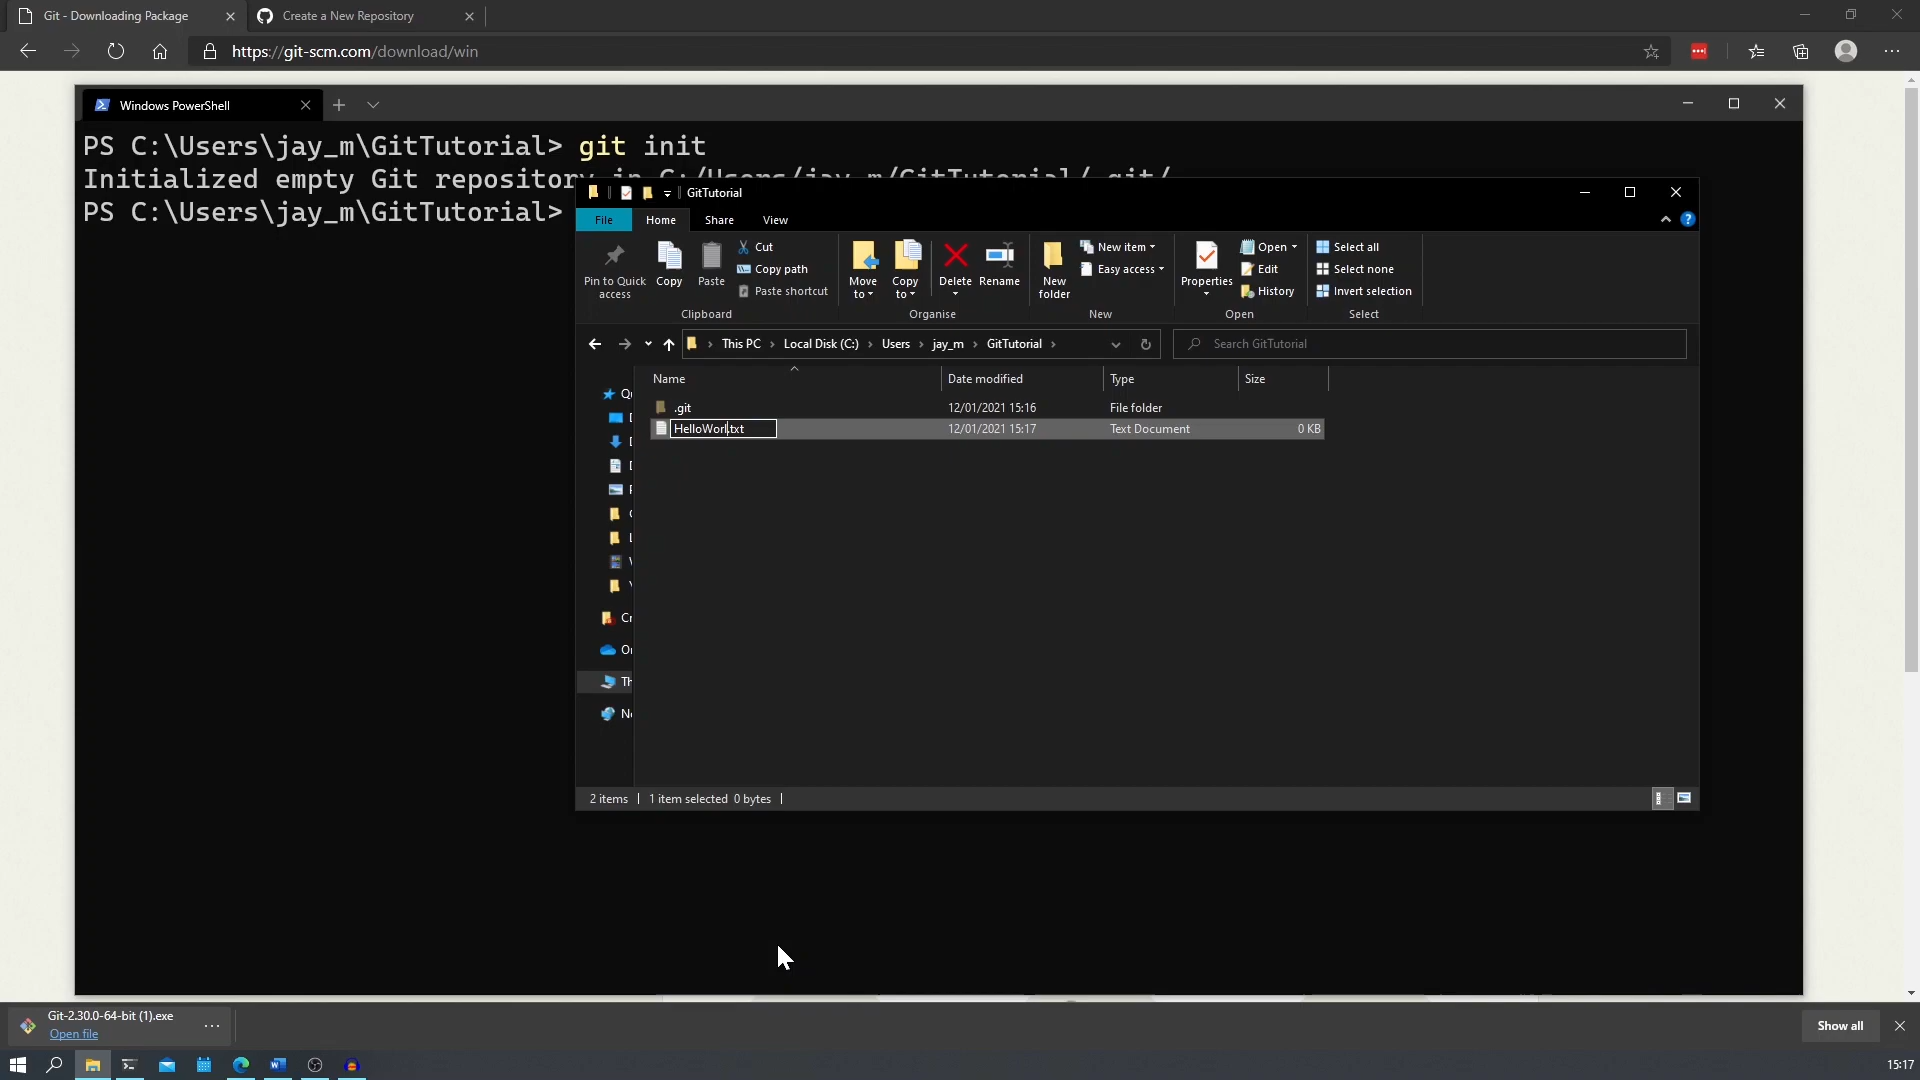 Git - Downloading Package
Create a New Repository
https://git-scm.com/download/win
Windows PowerShell
PS C:\Users\jay_m\GitTutorial> git init
Initialized empty Git repository in C:/Users/jay_m/GitTutorial/.git/
PS C:\Users\jay_m\GitTutorial>
GitTutorial
File Home Share View
Pin to Quick access
Copy
Paste
Cut
Copy path
Paste shortcut
Move to
Copy to
Delete
Rename
New folder
New item
Easy access
Properties
Open
Edit
History
Select all
Select none
Invert selection
Clipboard Organise New Open Select
This PC > Local Disk (C:) > Users > jay_m > GitTutorial >
Search GitTutorial
Name Date modified Type Size
.git 12/01/2021 15:16 File folder
HelloWorl.txt 12/01/2021 15:17 Text Document 0 KB
2 items 1 item selected 0 bytes
Git-2.30.0-64-bit (1).exe
Open file
Show all
15:17